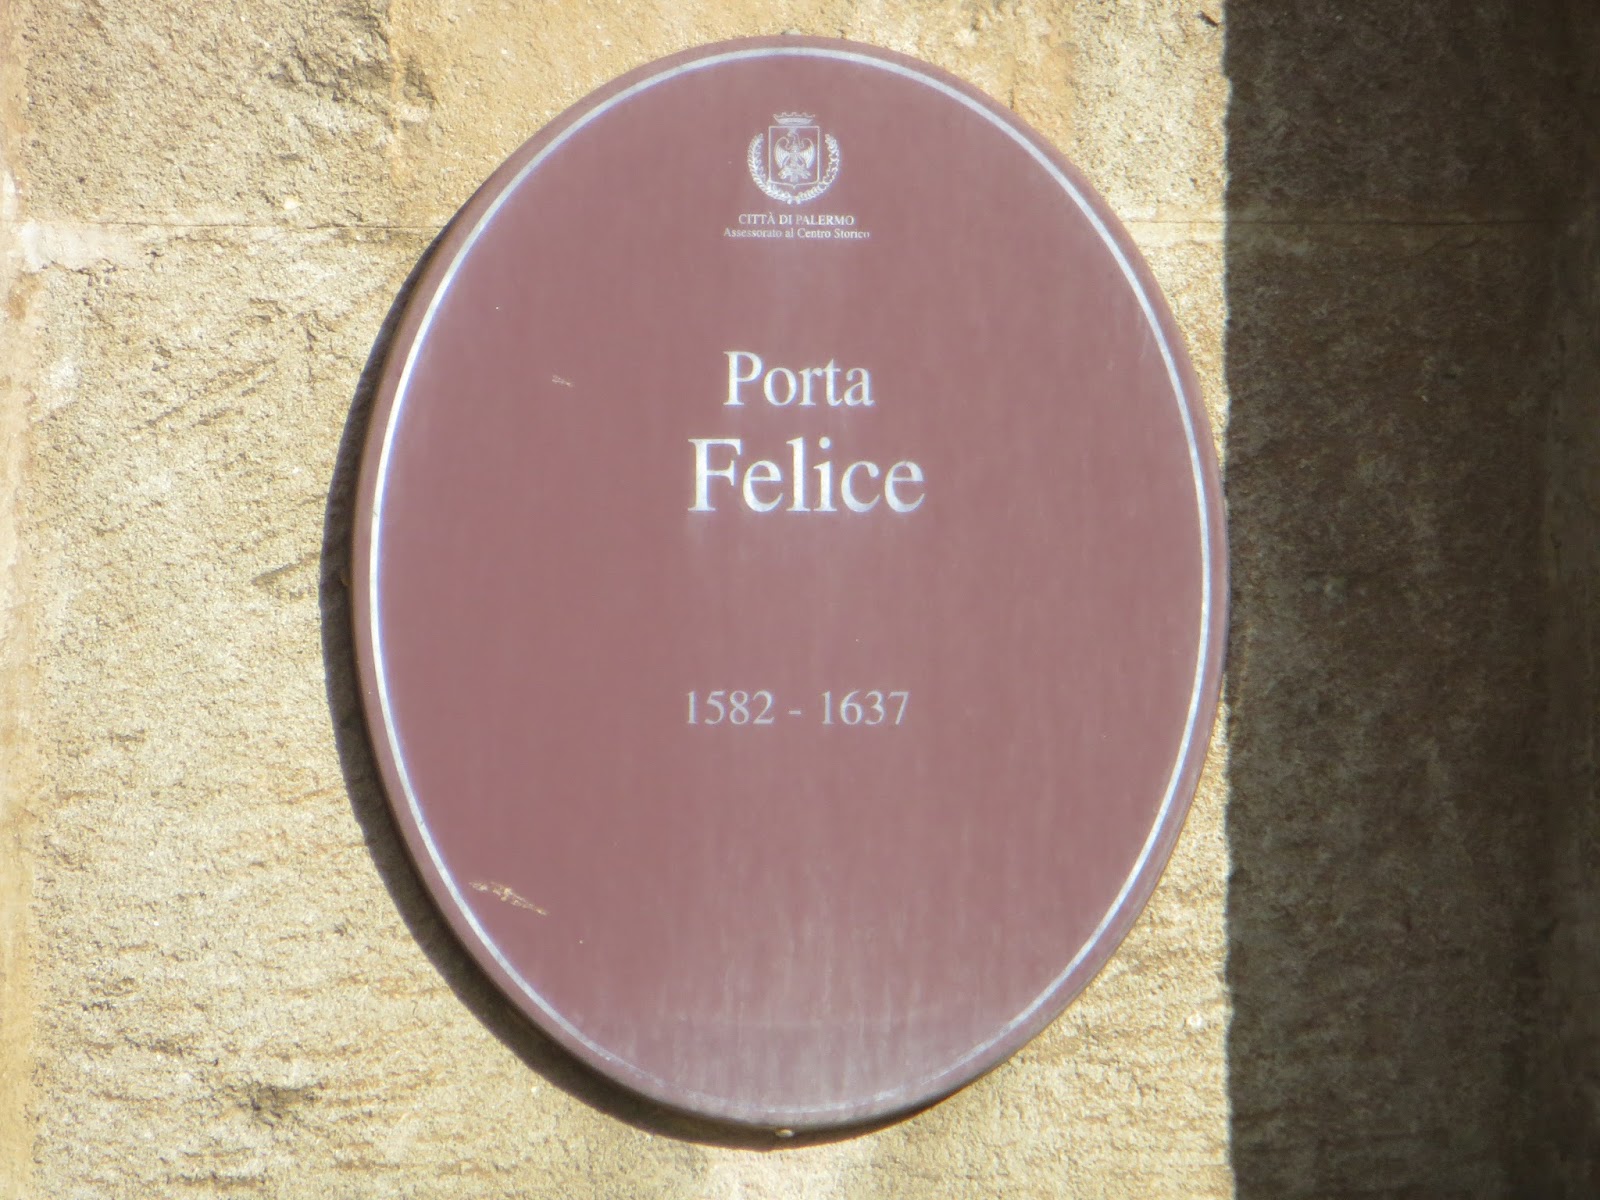 CITTÀ DI PALERMO
Assessorato al Centro Storico
Porta
Felice
1582 - 1637